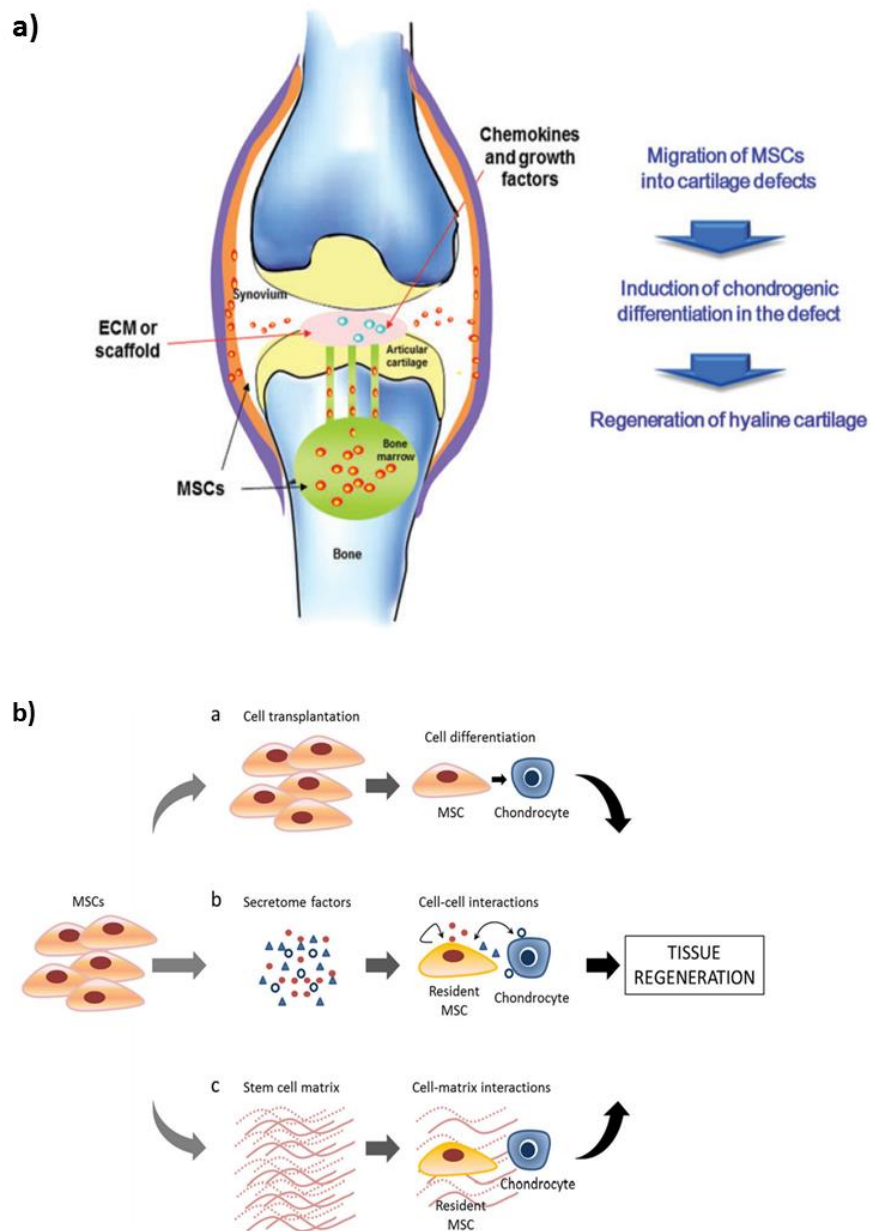 a)
Chemokines
and growth
factors
Synovium
ECM or
scaffold
Articular
cartilage
MSCs
Bone
marrow
Bone
Migration of MSCs
into cartilage defects
Induction of chondrogenic
differentiation in the defect
Regeneration of hyaline cartilage
b)
a Cell transplantation
Cell differentiation
MSC
Chondrocyte
MSCs
b Secretome factors
Cell-cell interactions
Resident
MSC
Chondrocyte
TISSUE
REGENERATION
c Stem cell matrix
Cell-matrix interactions
Chondrocyte
Resident
MSC